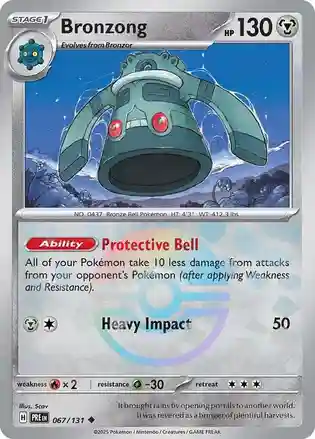 STAGE1 Bronzong HP 130
Evolves from Bronzor
NO. 0437 Bronze Bell Pokémon HT: 4'3" WT: 412.3 lbs
Ability Protective Bell
All of your Pokémon take 10 less damage from attacks
from your opponent's Pokémon (after applying Weakness
and Resistance).
Heavy Impact 50
weakness x 2 resistance -30 retreat
Illus. Scav
H PRE EN 067/131
It brought rains by opening portals to another world.
It was revered as a bringer of plentiful harvests.
©2025 Pokémon / Nintendo / Creatures / GAME FREAK